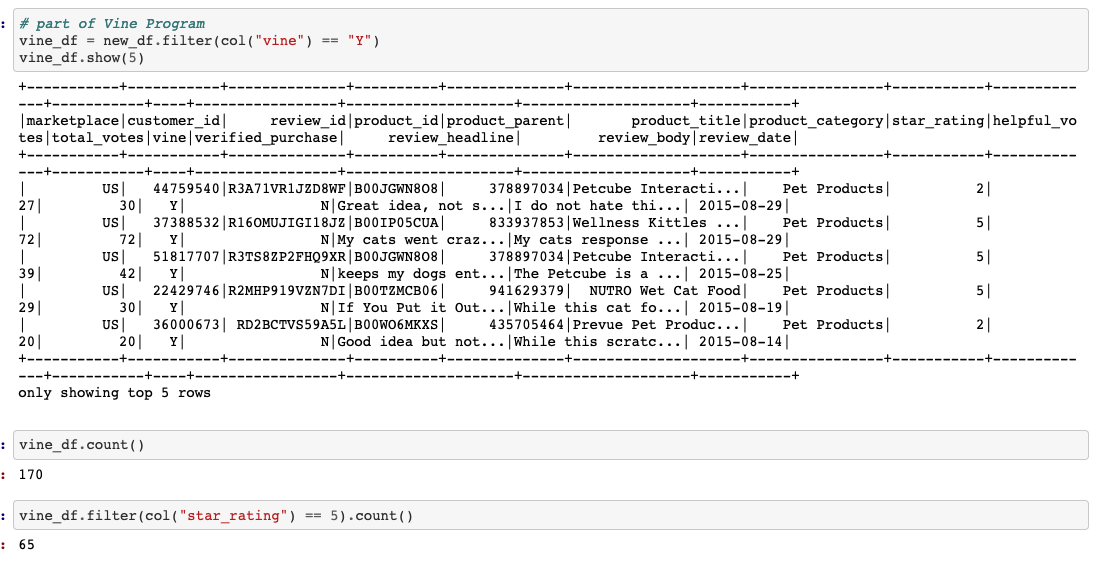 : # part of Vine Program
vine_df = new_df.filter(col("vine") == "Y")
vine_df.show(5)
+-----------+-----------+--------------+----------+--------------+--------------------+----------------+-----------+----------
---+-----------+----+-----------------+--------------------+--------------------+-----------+
|marketplace|customer_id|     review_id|product_id|product_parent|       product_title|product_category|star_rating|helpful_vo
tes|total_votes|vine|verified_purchase|     review_headline|         review_body|review_date|
+-----------+-----------+--------------+----------+--------------+--------------------+----------------+-----------+----------
---+-----------+----+-----------------+--------------------+--------------------+-----------+
|         US|   44759540|R3A71VR1JZD8WF|B00JGWN8O8|     378897034|Petcube Interacti...|    Pet Products|          2|
27|         30|   Y|                N|Great idea, not s...|I do not hate thi...| 2015-08-29|
|         US|   37388532|R16OMUJIGI18JZ|B00IP05CUA|     833937853|Wellness Kittles ...|    Pet Products|          5|
72|         72|   Y|                N|My cats went craz...|My cats response ...| 2015-08-29|
|         US|   51817707|R3TS8ZP2FHQ9XR|B00JGWN8O8|     378897034|Petcube Interacti...|    Pet Products|          5|
39|         42|   Y|                N|keeps my dogs ent...|The Petcube is a ...| 2015-08-25|
|         US|   22429746|R2MHP919VZN7DI|B00TZMCB06|     941629379|  NUTRO Wet Cat Food|    Pet Products|          5|
29|         30|   Y|                N|If You Put it Out...|While this cat fo...| 2015-08-19|
|         US|   36000673| RD2BCTVS59A5L|B00WO6MKXS|     435705464|Prevue Pet Produc...|    Pet Products|          2|
20|         20|   Y|                N|Good idea but not...|While this scratc...| 2015-08-14|
+-----------+-----------+--------------+----------+--------------+--------------------+----------------+-----------+----------
---+-----------+----+-----------------+--------------------+--------------------+-----------+
only showing top 5 rows
: vine_df.count()
: 170
: vine_df.filter(col("star_rating") == 5).count()
: 65